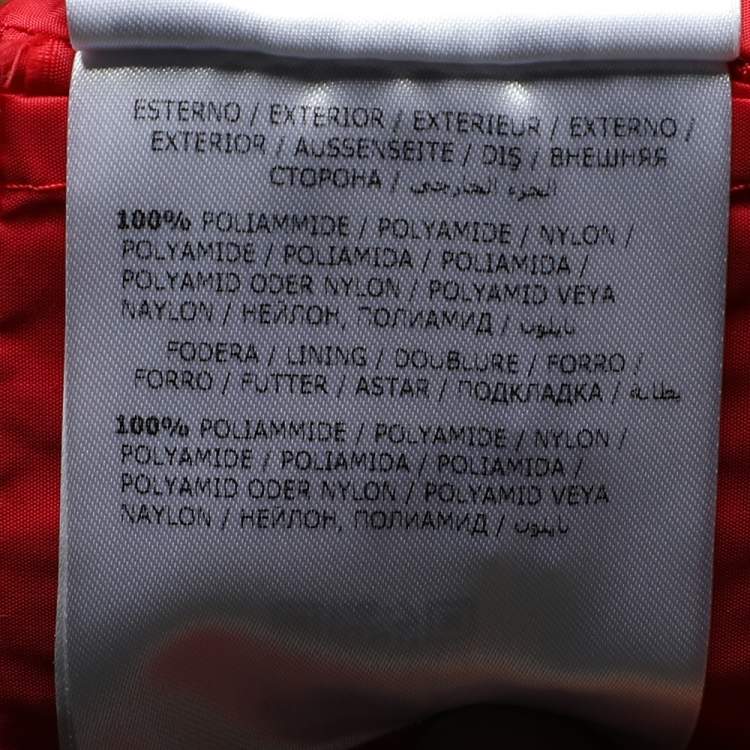 ESTERNO / EXTERIOR / EXTERIEUR / EXTERNO /
EXTERIOR / AUSSENSEITE / DIŞ / ВНЕШНЯЯ
СТОРОНА / الجزء الخارجي
100% POLIAMMIDE / POLYAMIDE / NYLON /
POLYAMIDE / POLIAMIDA / POLIAMIDA /
POLYAMID ODER NYLON / POLYAMID VEYA
NAYLON / НЕЙЛОН, ПОЛИАМИД / نايلون
FODERA / LINING / DOUBLURE / FORRO /
FORRO / FUTTER / ASTAR / ПОДКЛАДКА / بطانة
100% POLIAMMIDE / POLYAMIDE / NYLON /
POLYAMIDE / POLIAMIDA / POLIAMIDA /
POLYAMID ODER NYLON / POLYAMID VEYA
NAYLON / НЕЙЛОН, ПОЛИАМИД / نايلون